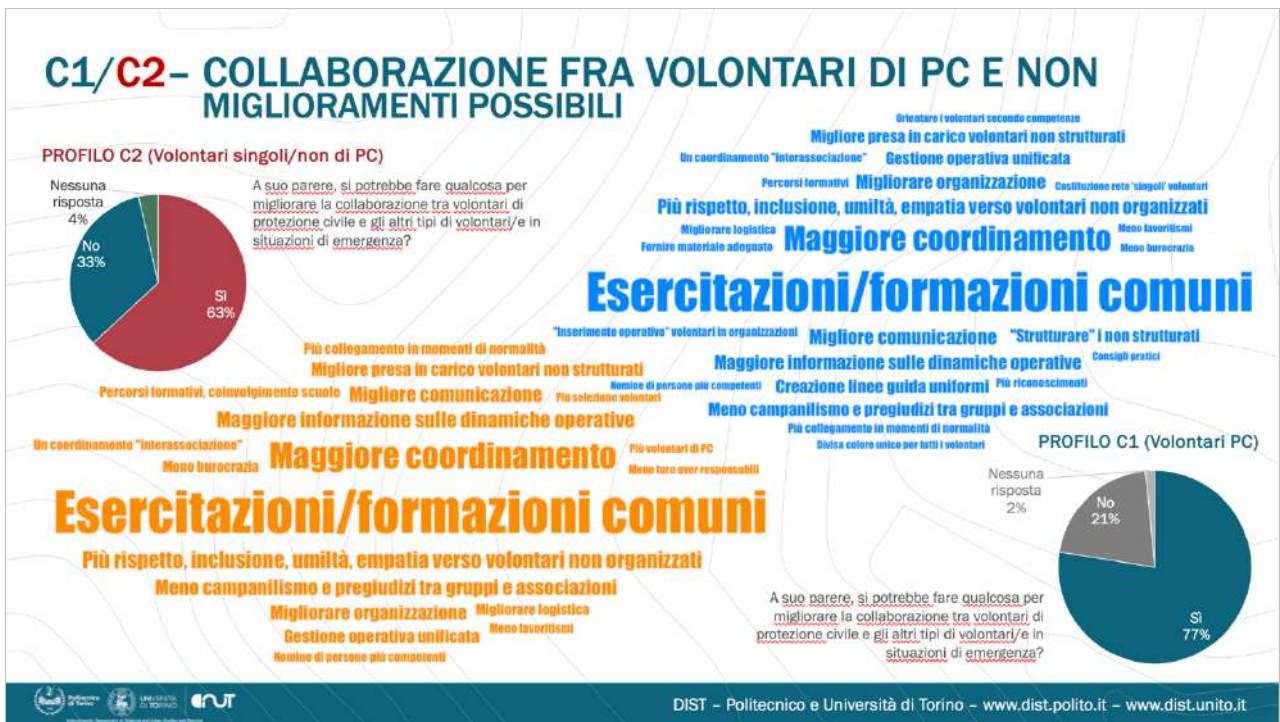 C1/C2– COLLABORAZIONE FRA VOLONTARI DI PC E NON
MIGLIORAMENTI POSSIBILI
PROFILO C2 (Volontari singoli/non di PC)
Nessuna
risposta
4%
No
33%
Sì
63%
A suo parere, si potrebbe fare qualcosa per
migliorare la collaborazione tra volontari di
protezione civile e gli altri tipi di volontari/e in
situazioni di emergenza?
Orientare i volontari secondo competenze
Migliore presa in carico volontari non strutturati
Un coordinamento "interassociazione" Gestione operativa unificata
Percorsi formativi Migliorare organizzazione Costituzione rete 'singoli' volontari
Più rispetto, inclusione, umiltà, empatia verso volontari non organizzati
Migliorare logistica
Fornire materiale adeguato
Maggiore coordinamento
Meno favoritismi
Meno burocrazia
Esercitazioni/formazioni comuni
"Inserimento operativo" volontari in organizzazioni Migliore comunicazione "Strutturare" i non strutturati
Maggiore informazione sulle dinamiche operative Consigli pratici
Nomine di persone più competenti Creazione linee guida uniformi Più riconoscimenti
Meno campanilismo e pregiudizi tra gruppi e associazioni
Più collegamento in momenti di normalità
Divisa colore unico per tutti i volontari
Più collegamento in momenti di normalità
Migliore presa in carico volontari non strutturati
Percorsi formativi, coinvolgimento scuole Migliore comunicazione Più selezione volontari
Maggiore informazione sulle dinamiche operative
Un coordinamento "interassociazione"
Meno burocrazia
Maggiore coordinamento
Più volontari di PC
Meno turn over responsabili
Esercitazioni/formazioni comuni
Più rispetto, inclusione, umiltà, empatia verso volontari non organizzati
Meno campanilismo e pregiudizi tra gruppi e associazioni
Migliorare organizzazione Migliorare logistica
Gestione operativa unificata Meno favoritismi
Nomine di persone più competenti
PROFILO C1 (Volontari PC)
Nessuna
risposta
2%
No
21%
Sì
77%
A suo parere, si potrebbe fare qualcosa per
migliorare la collaborazione tra volontari di
protezione civile e gli altri tipi di volontari/e in
situazioni di emergenza?
Politecnico
di Torino
UNIVERSITÀ
DI TORINO
DIST – Politecnico e Università di Torino – www.dist.polito.it – www.dist.unito.it